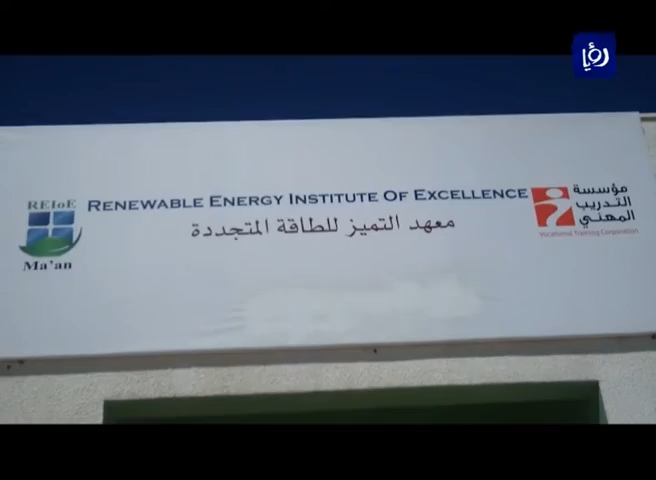 رؤيا
REIoE
Ma'an
RENEWABLE ENERGY INSTITUTE OF EXCELLENCE
معهد التميز للطاقة المتجددة
مؤسسة
التدريب
المهني
Vocational Training Corporation